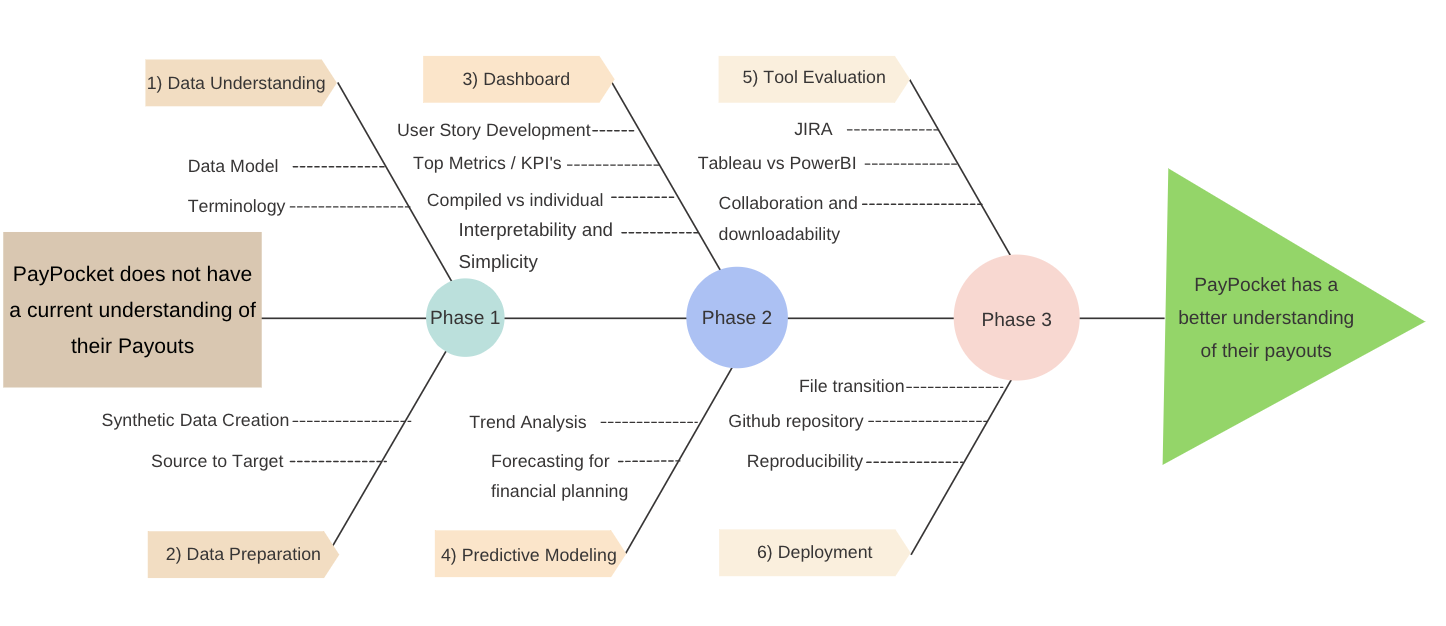 1) Data Understanding
Data Model
Terminology
3) Dashboard
User Story Development
Top Metrics / KPI's
Compiled vs individual
Interpretability and
Simplicity
5) Tool Evaluation
JIRA
Tableau vs PowerBI
Collaboration and
downloadability
PayPocket does not have
a current understanding of
their Payouts
Phase 1
Phase 2
Phase 3
PayPocket has a
better understanding
of their payouts
Synthetic Data Creation
Source to Target
2) Data Preparation
Trend Analysis
Forecasting for
financial planning
4) Predictive Modeling
File transition
Github repository
Reproducibility
6) Deployment